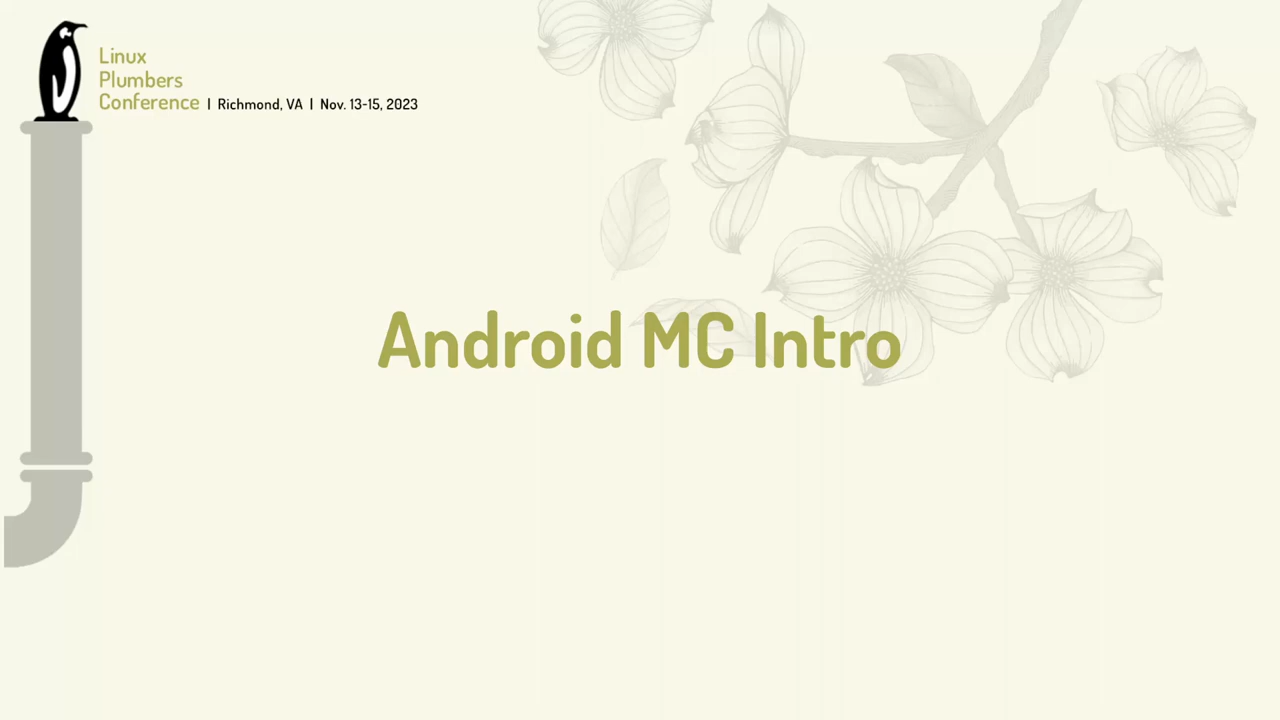 Linux
Plumbers
Conference | Richmond, VA | Nov. 13-15, 2023
Android MC Intro